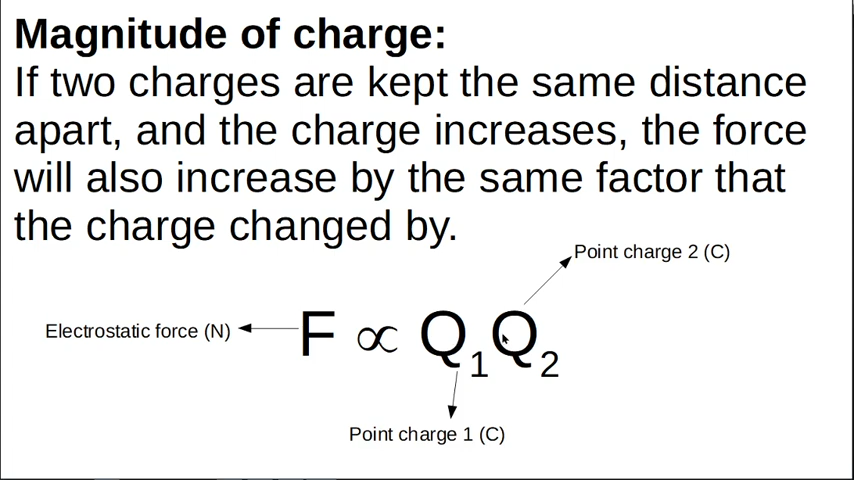 Magnitude of charge:
If two charges are kept the same distance
apart, and the charge increases, the force
will also increase by the same factor that
the charge changed by.
Point charge 2 (C)
Electrostatic force (N)
F ∝ Q₁Q₂
Point charge 1 (C)